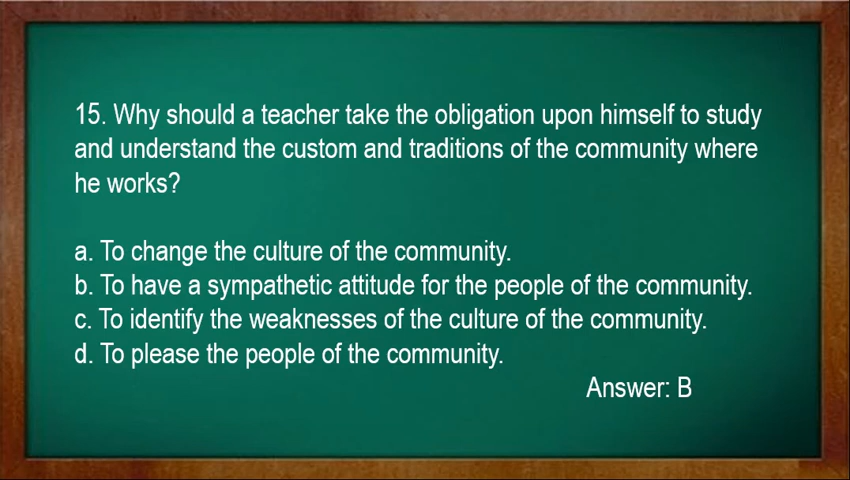 15. Why should a teacher take the obligation upon himself to study
and understand the custom and traditions of the community where
he works?
a. To change the culture of the community.
b. To have a sympathetic attitude for the people of the community.
c. To identify the weaknesses of the culture of the community.
d. To please the people of the community.
Answer: B